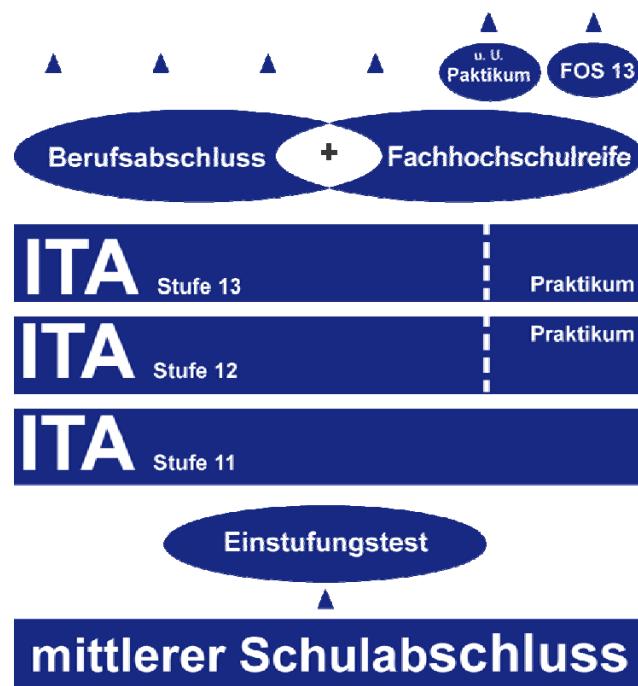 u. U.
Paktikum
FOS 13
Berufsabschluss + Fachhochschulreife
ITA Stufe 13 Praktikum
ITA Stufe 12 Praktikum
ITA Stufe 11
Einstufungstest
mittlerer Schulabschluss